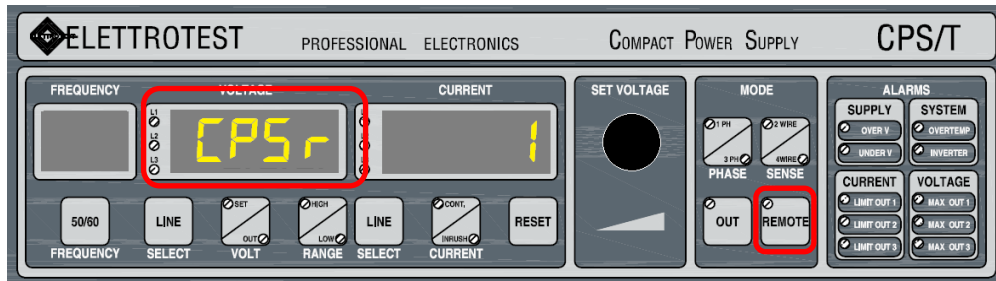 ELETTROTEST PROFESSIONAL ELECTRONICS COMPACT POWER SUPPLY CPS/T
FREQUENCY VOLTAGE CURRENT
L1
L2
L3
CPSr 1
50/60 LINE SET OUT HIGH LOW LINE CONT. INRUSH RESET
FREQUENCY SELECT VOLT RANGE SELECT CURRENT
SET VOLTAGE
MODE
1 PH 3 PH 2 WIRE 4WIRE
PHASE SENSE
OUT REMOTE
ALARMS
SUPPLY SYSTEM
OVER V OVERTEMP
UNDER V INVERTER
CURRENT VOLTAGE
LIMIT OUT 1 MAX OUT 1
LIMIT OUT 2 MAX OUT 2
LIMIT OUT 3 MAX OUT 3